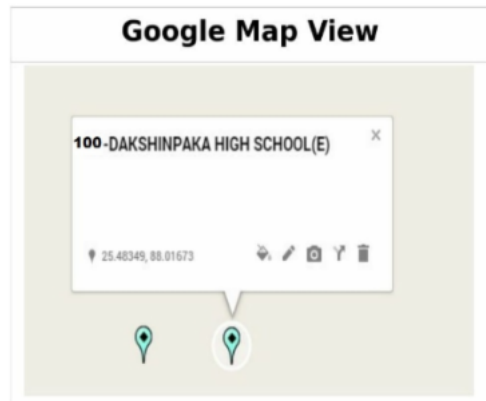 Google Map View
100-DAKSHINPAKA HIGH SCHOOL(E)
25.48349, 88.01673